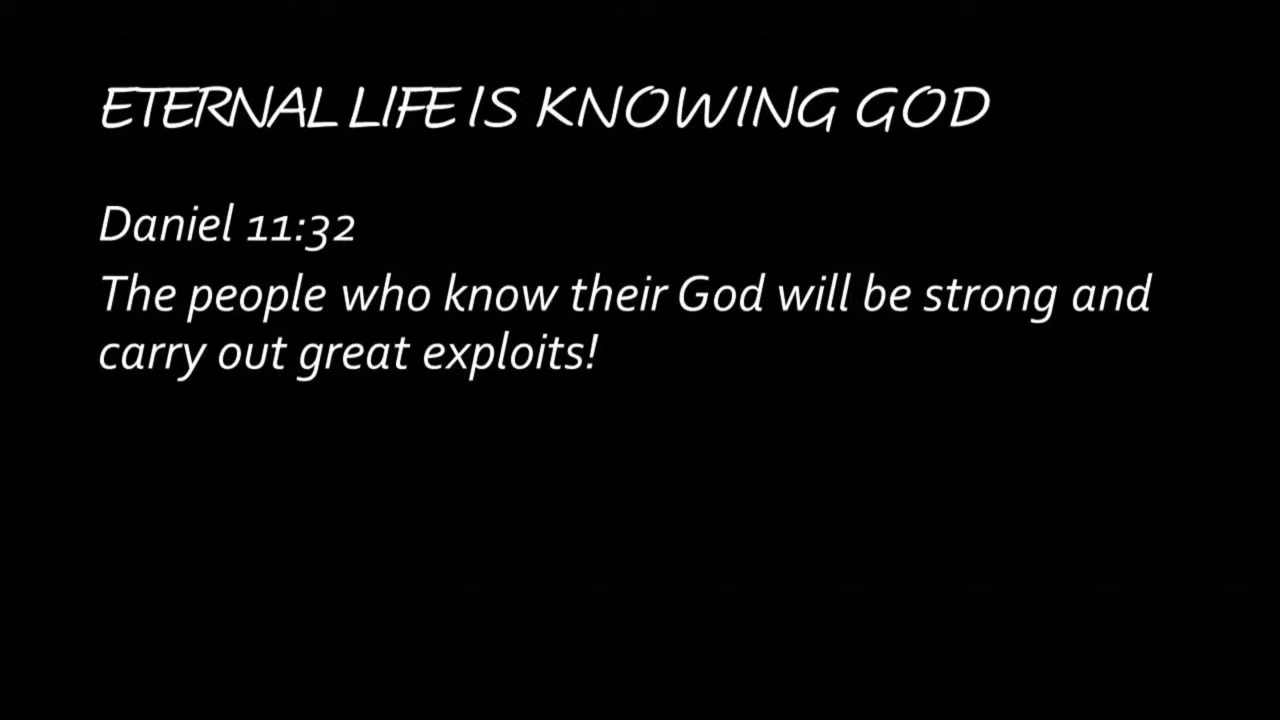 ETERNAL LIFE IS KNOWING GOD
Daniel 11:32
The people who know their God will be strong and
carry out great exploits!